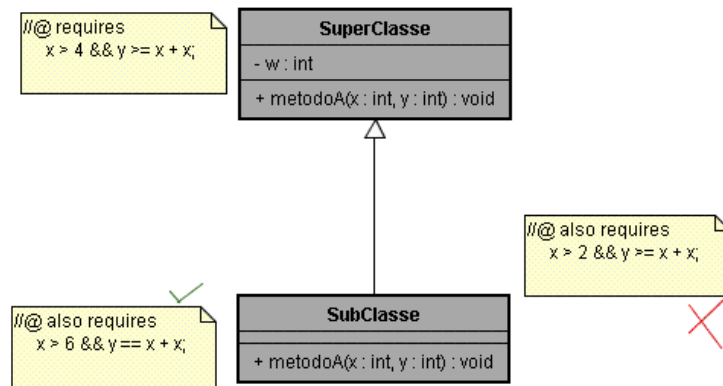 //@ requires
x > 4 && y >= x + x;
SuperClasse
- w : int
+ metodoA(x : int, y : int) : void
//@ also requires
x > 2 && y >= x + x;
//@ also requires
x > 6 && y == x + x;
SubClasse
+ metodoA(x : int, y : int) : void